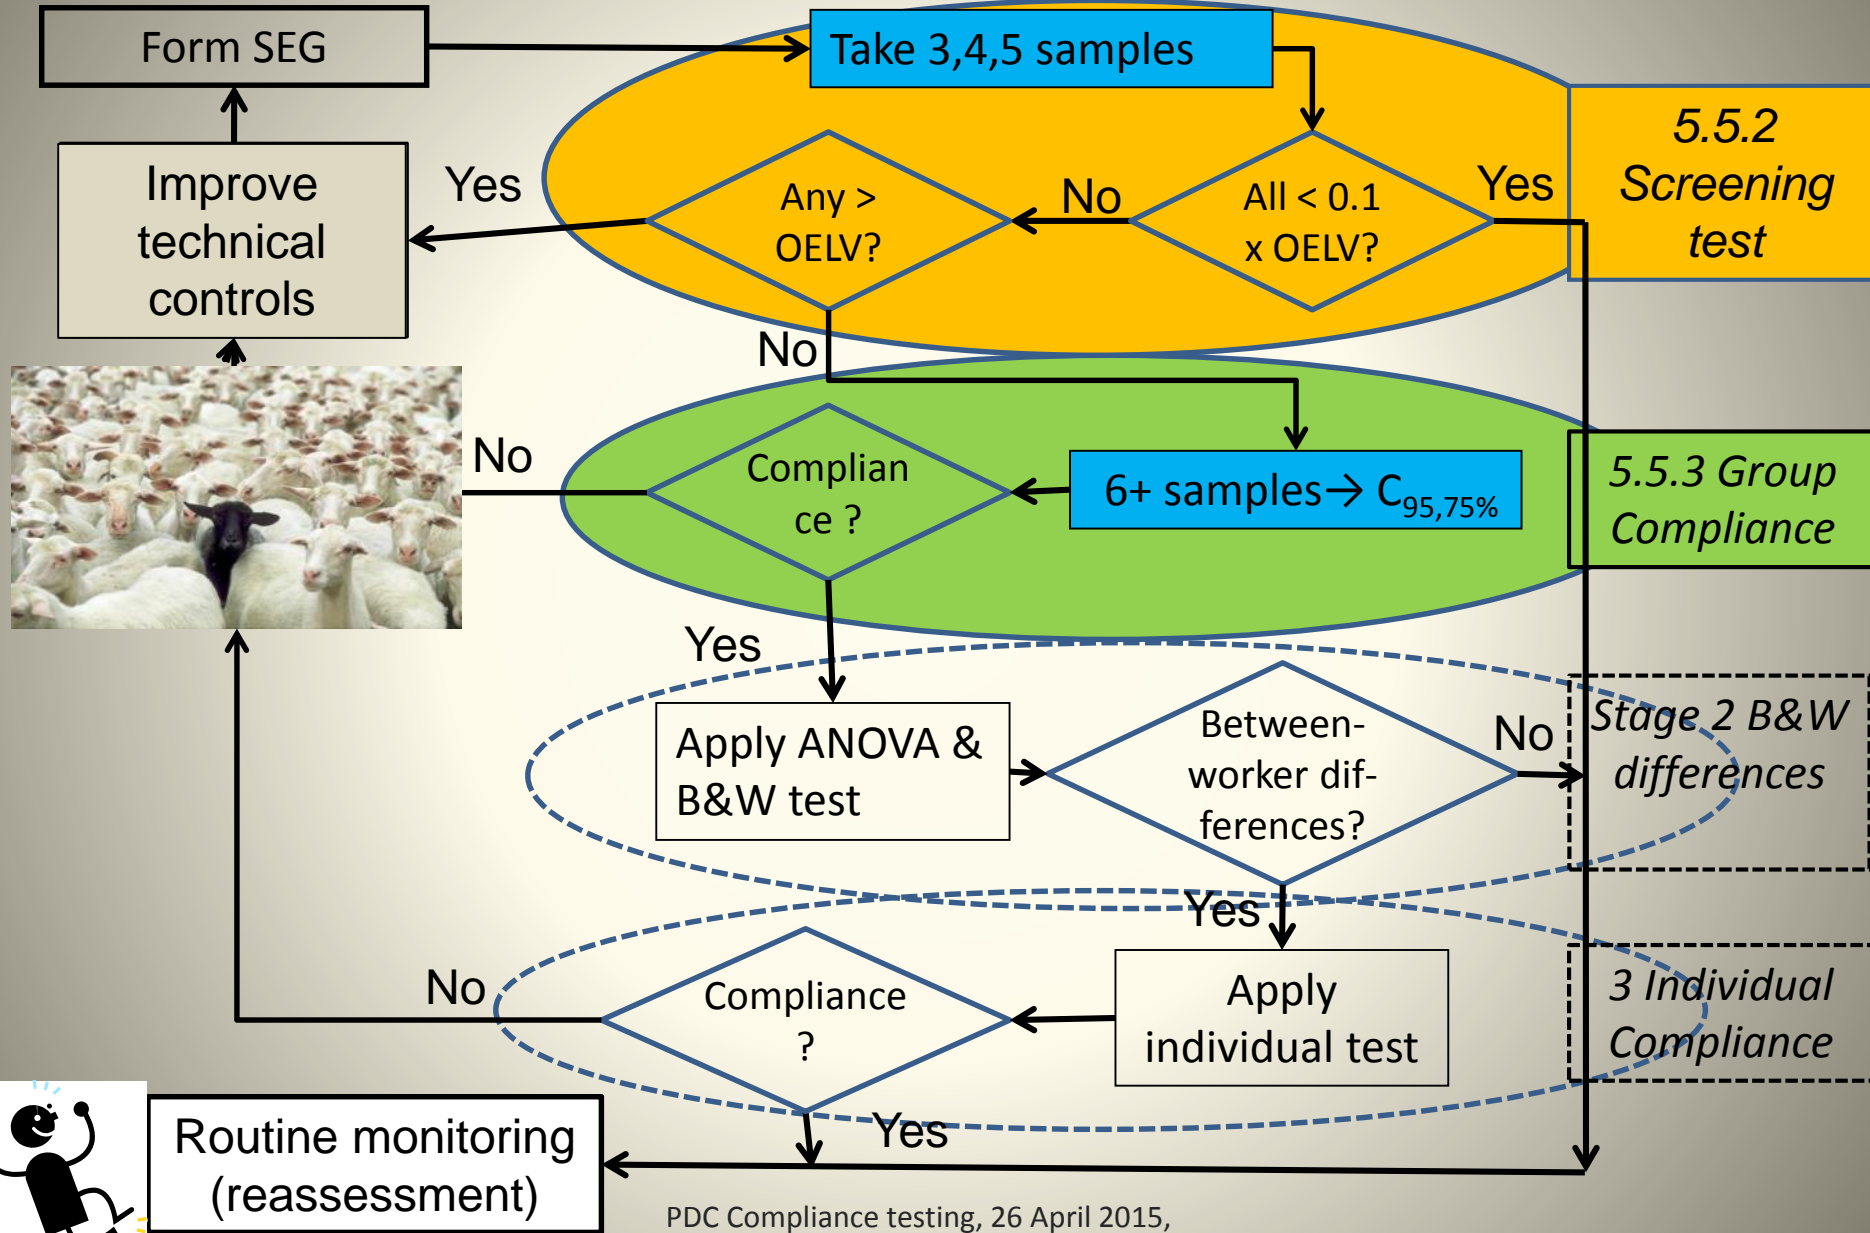 Form SEG
Take 3,4,5 samples
5.5.2
Screening
test
Improve
technical
controls
Yes
Any >
OELV?
No
All < 0.1
x OELV?
Yes
No
No
Complian
ce ?
6+ samples→ C95,75%
5.5.3 Group
Compliance
Yes
Apply ANOVA &
B&W test
Between-
worker dif-
ferences?
No
Stage 2 B&W
differences
Yes
No
Compliance
?
Apply
individual test
3 Individual
Compliance
Yes
Routine monitoring
(reassessment)
PDC Compliance testing, 26 April 2015,